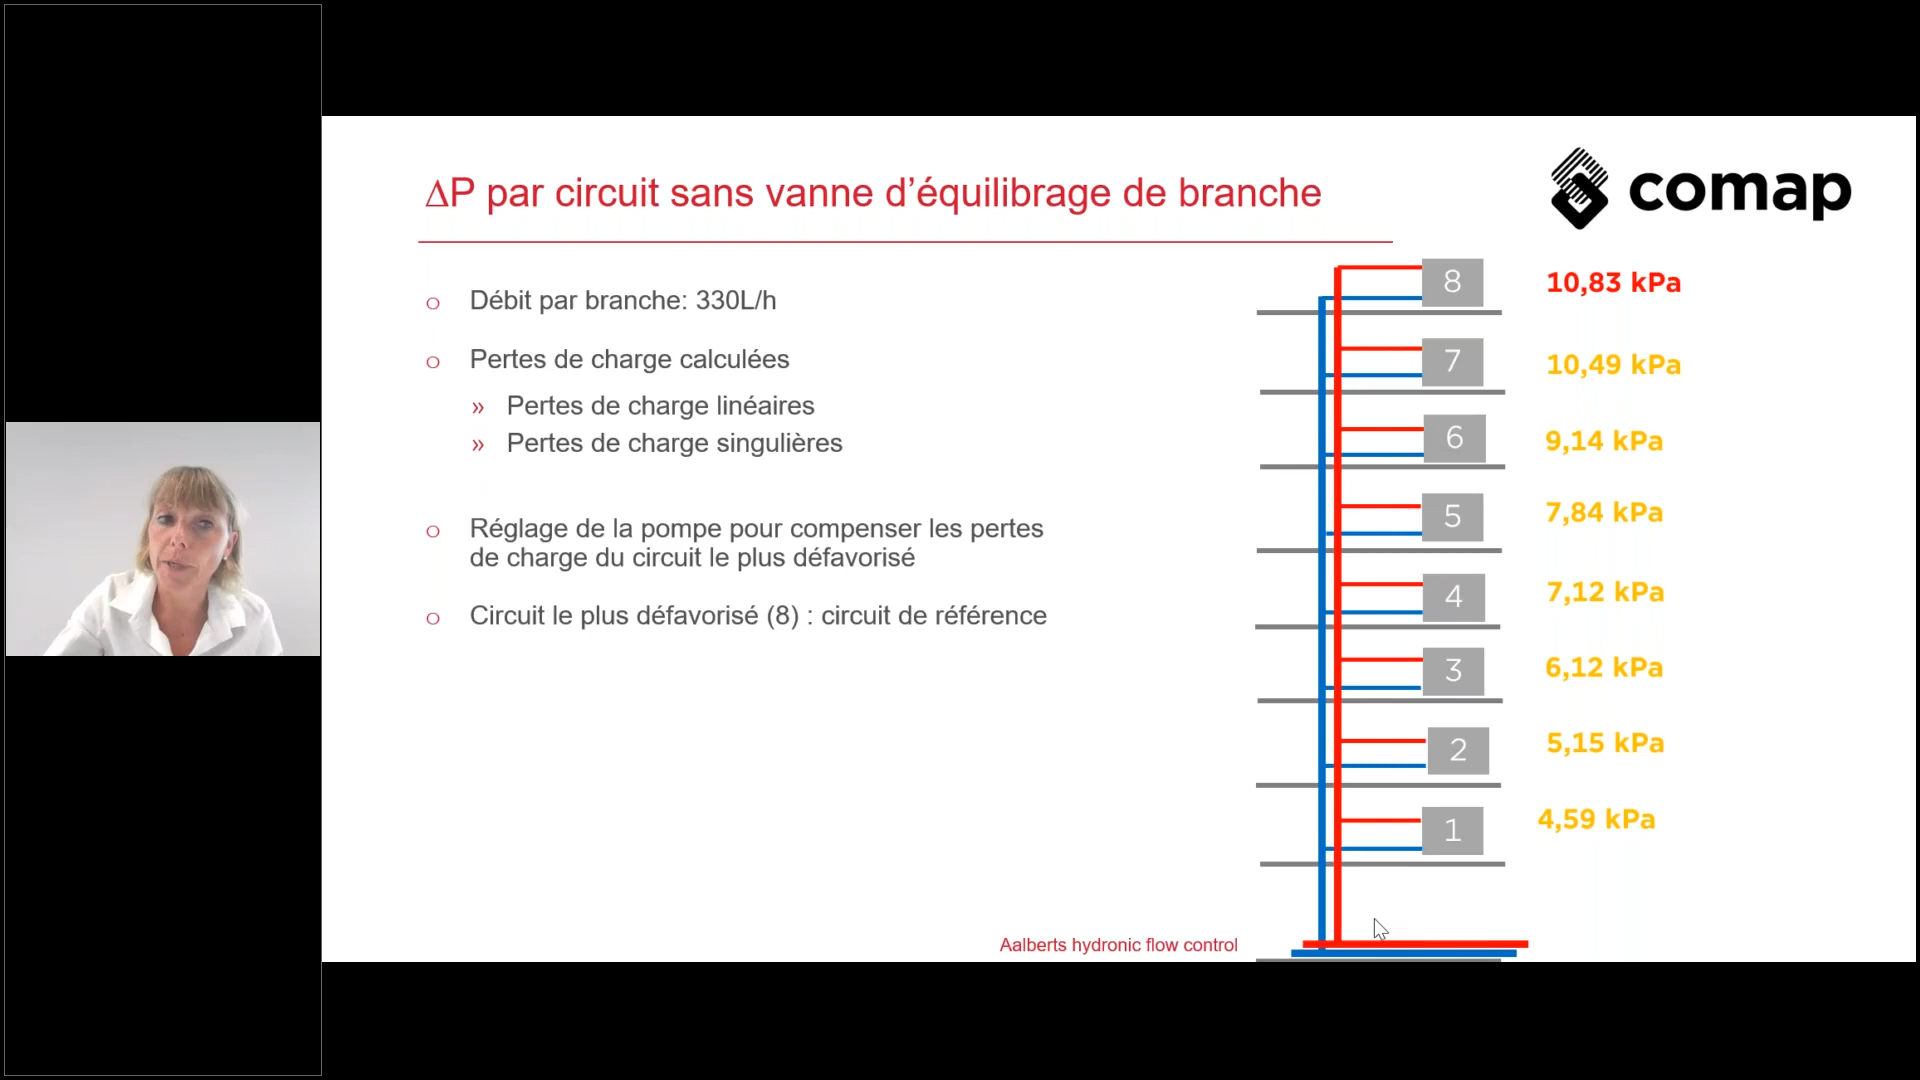 ΔP par circuit sans vanne d’équilibrage de branche
comap
o Débit par branche: 330L/h
o Pertes de charge calculées
» Pertes de charge linéaires
» Pertes de charge singulières
o Réglage de la pompe pour compenser les pertes
de charge du circuit le plus défavorisé
o Circuit le plus défavorisé (8) : circuit de référence
8 10,83 kPa
7 10,49 kPa
6 9,14 kPa
5 7,84 kPa
4 7,12 kPa
3 6,12 kPa
2 5,15 kPa
1 4,59 kPa
Aalberts hydronic flow control